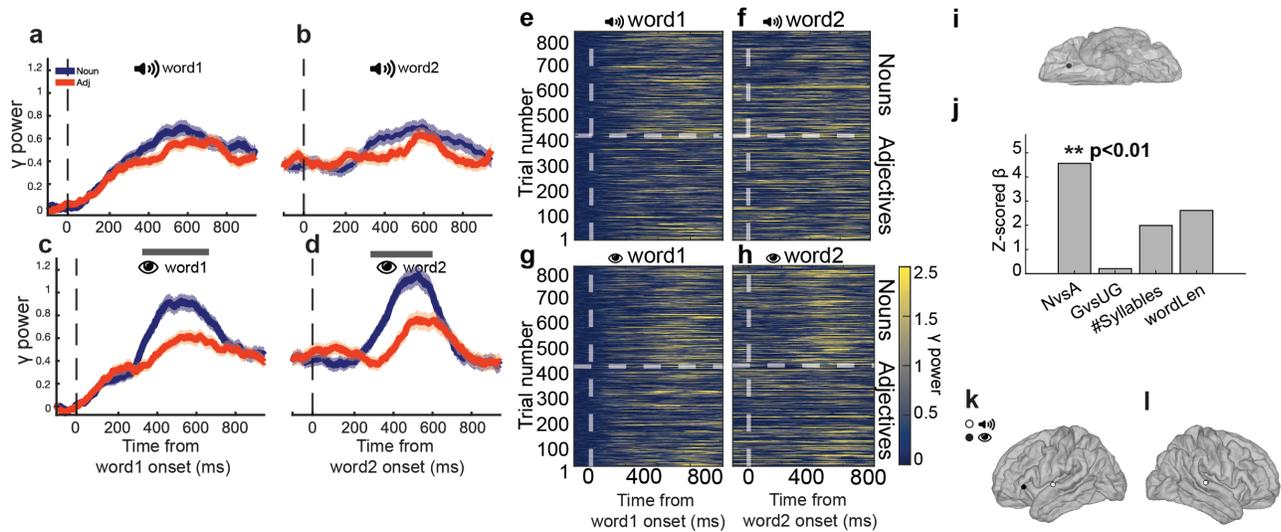 a
b
word1
word2
Noun
Adj
γ power
1.2
1
0.8
0.6
0.4
0.2
0
0 200 400 600 800
0 200 400 600 800
c
d
word1
word2
γ power
1.2
1
0.8
0.6
0.4
0.2
0
0 200 400 600 800
0 200 400 600 800
Time from
word1 onset (ms)
Time from
word2 onset (ms)
e
word1
f
word2
Trial number
800
700
600
500
400
300
200
100
1
Nouns
Adjectives
g
word1
h
word2
Trial number
800
700
600
500
400
300
200
100
1
Nouns
Adjectives
0 400 800
0 400 800
Time from
word1 onset (ms)
Time from
word2 onset (ms)
2.5
1.5
1
0.5
0
γ power
i
j
** p<0.01
Z-scored β
5
4
3
2
1
0
NvsA
GvsUG
#Syllables
wordLen
k
l